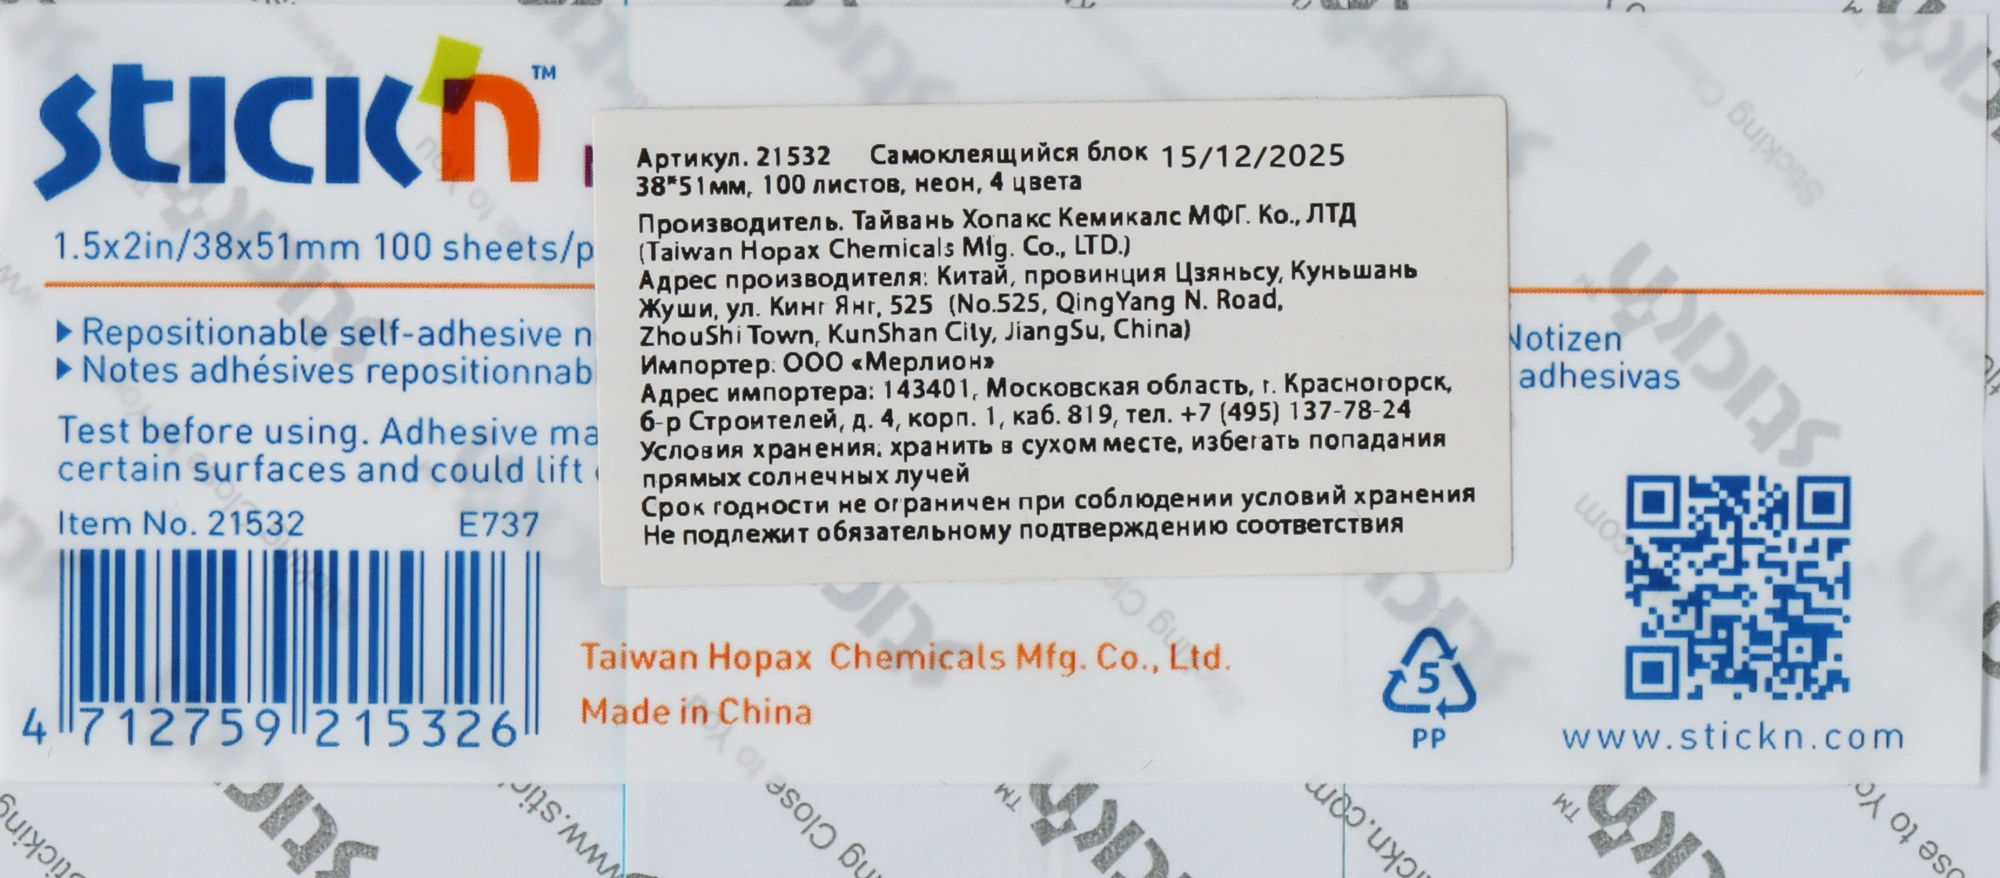 stick'n™
1.5x2in/38x51mm 100 sheets/p
Repositionable self-adhesive n
Notes adhésives repositionnab
Notizen
adhesivas
Test before using. Adhesive ma
certain surfaces and could lift
Item No. 21532 E737
4 712759 215326
Артикул. 21532 Самоклеящийся блок 15/12/2025
38*51мм, 100 листов, неон, 4 цвета
Производитель. Тайвань Хопакс Кемикалс МФГ. Ко., ЛТД
(Taiwan Hopax Chemicals Mfg. Co., LTD.)
Адрес производителя: Китай, провинция Цзяньсу, Куньшань
Жуши, ул. Кинг Янг, 525 (No.525, QingYang N. Road,
ZhouShi Town, KunShan City, JiangSu, China)
Импортер: ООО «Мерлион»
Адрес импортера: 143401, Московская область, г. Красногорск,
б-р Строителей, д. 4, корп. 1, каб. 819, тел. +7 (495) 137-78-24
Условия хранения: хранить в сухом месте, избегать попадания
прямых солнечных лучей
Срок годности не ограничен при соблюдении условий хранения
Не подлежит обязательному подтверждению соответствия
Taiwan Hopax Chemicals Mfg. Co., Ltd.
Made in China
5
PP
www.stickn.com